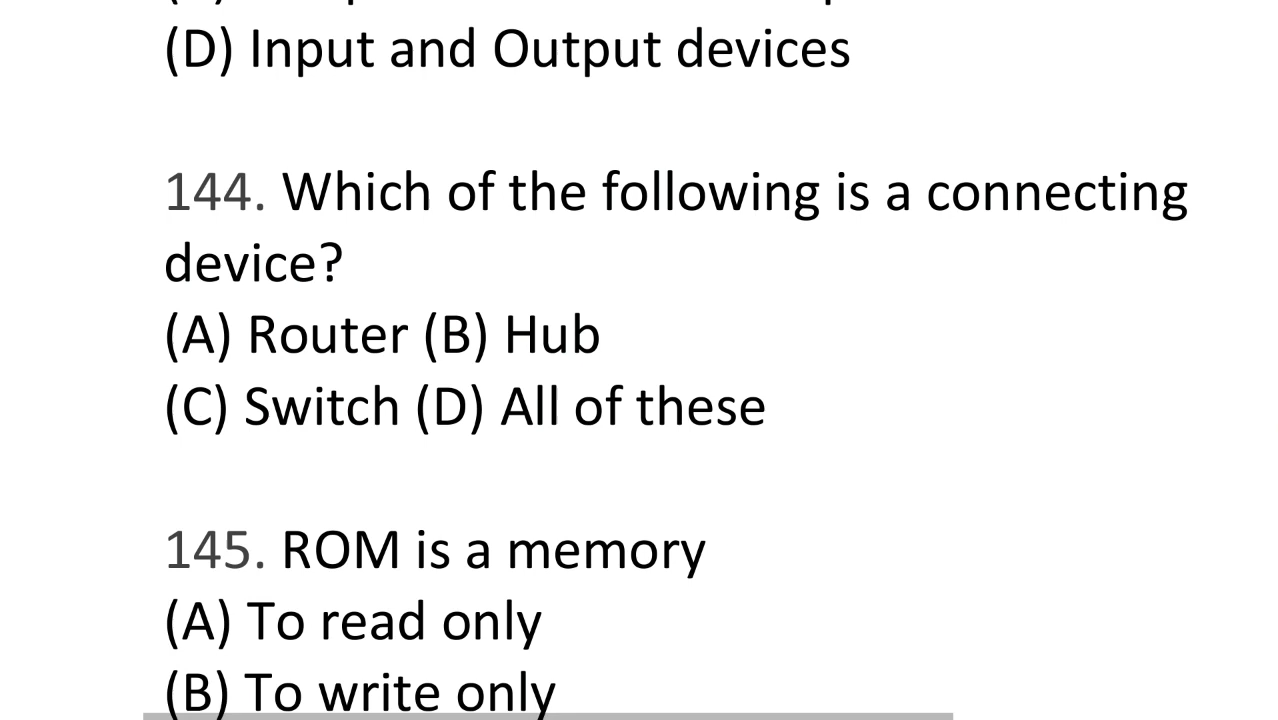 (D) Input and Output devices
144. Which of the following is a connecting
device?
(A) Router (B) Hub
(C) Switch (D) All of these
145. ROM is a memory
(A) To read only
(B) To write only